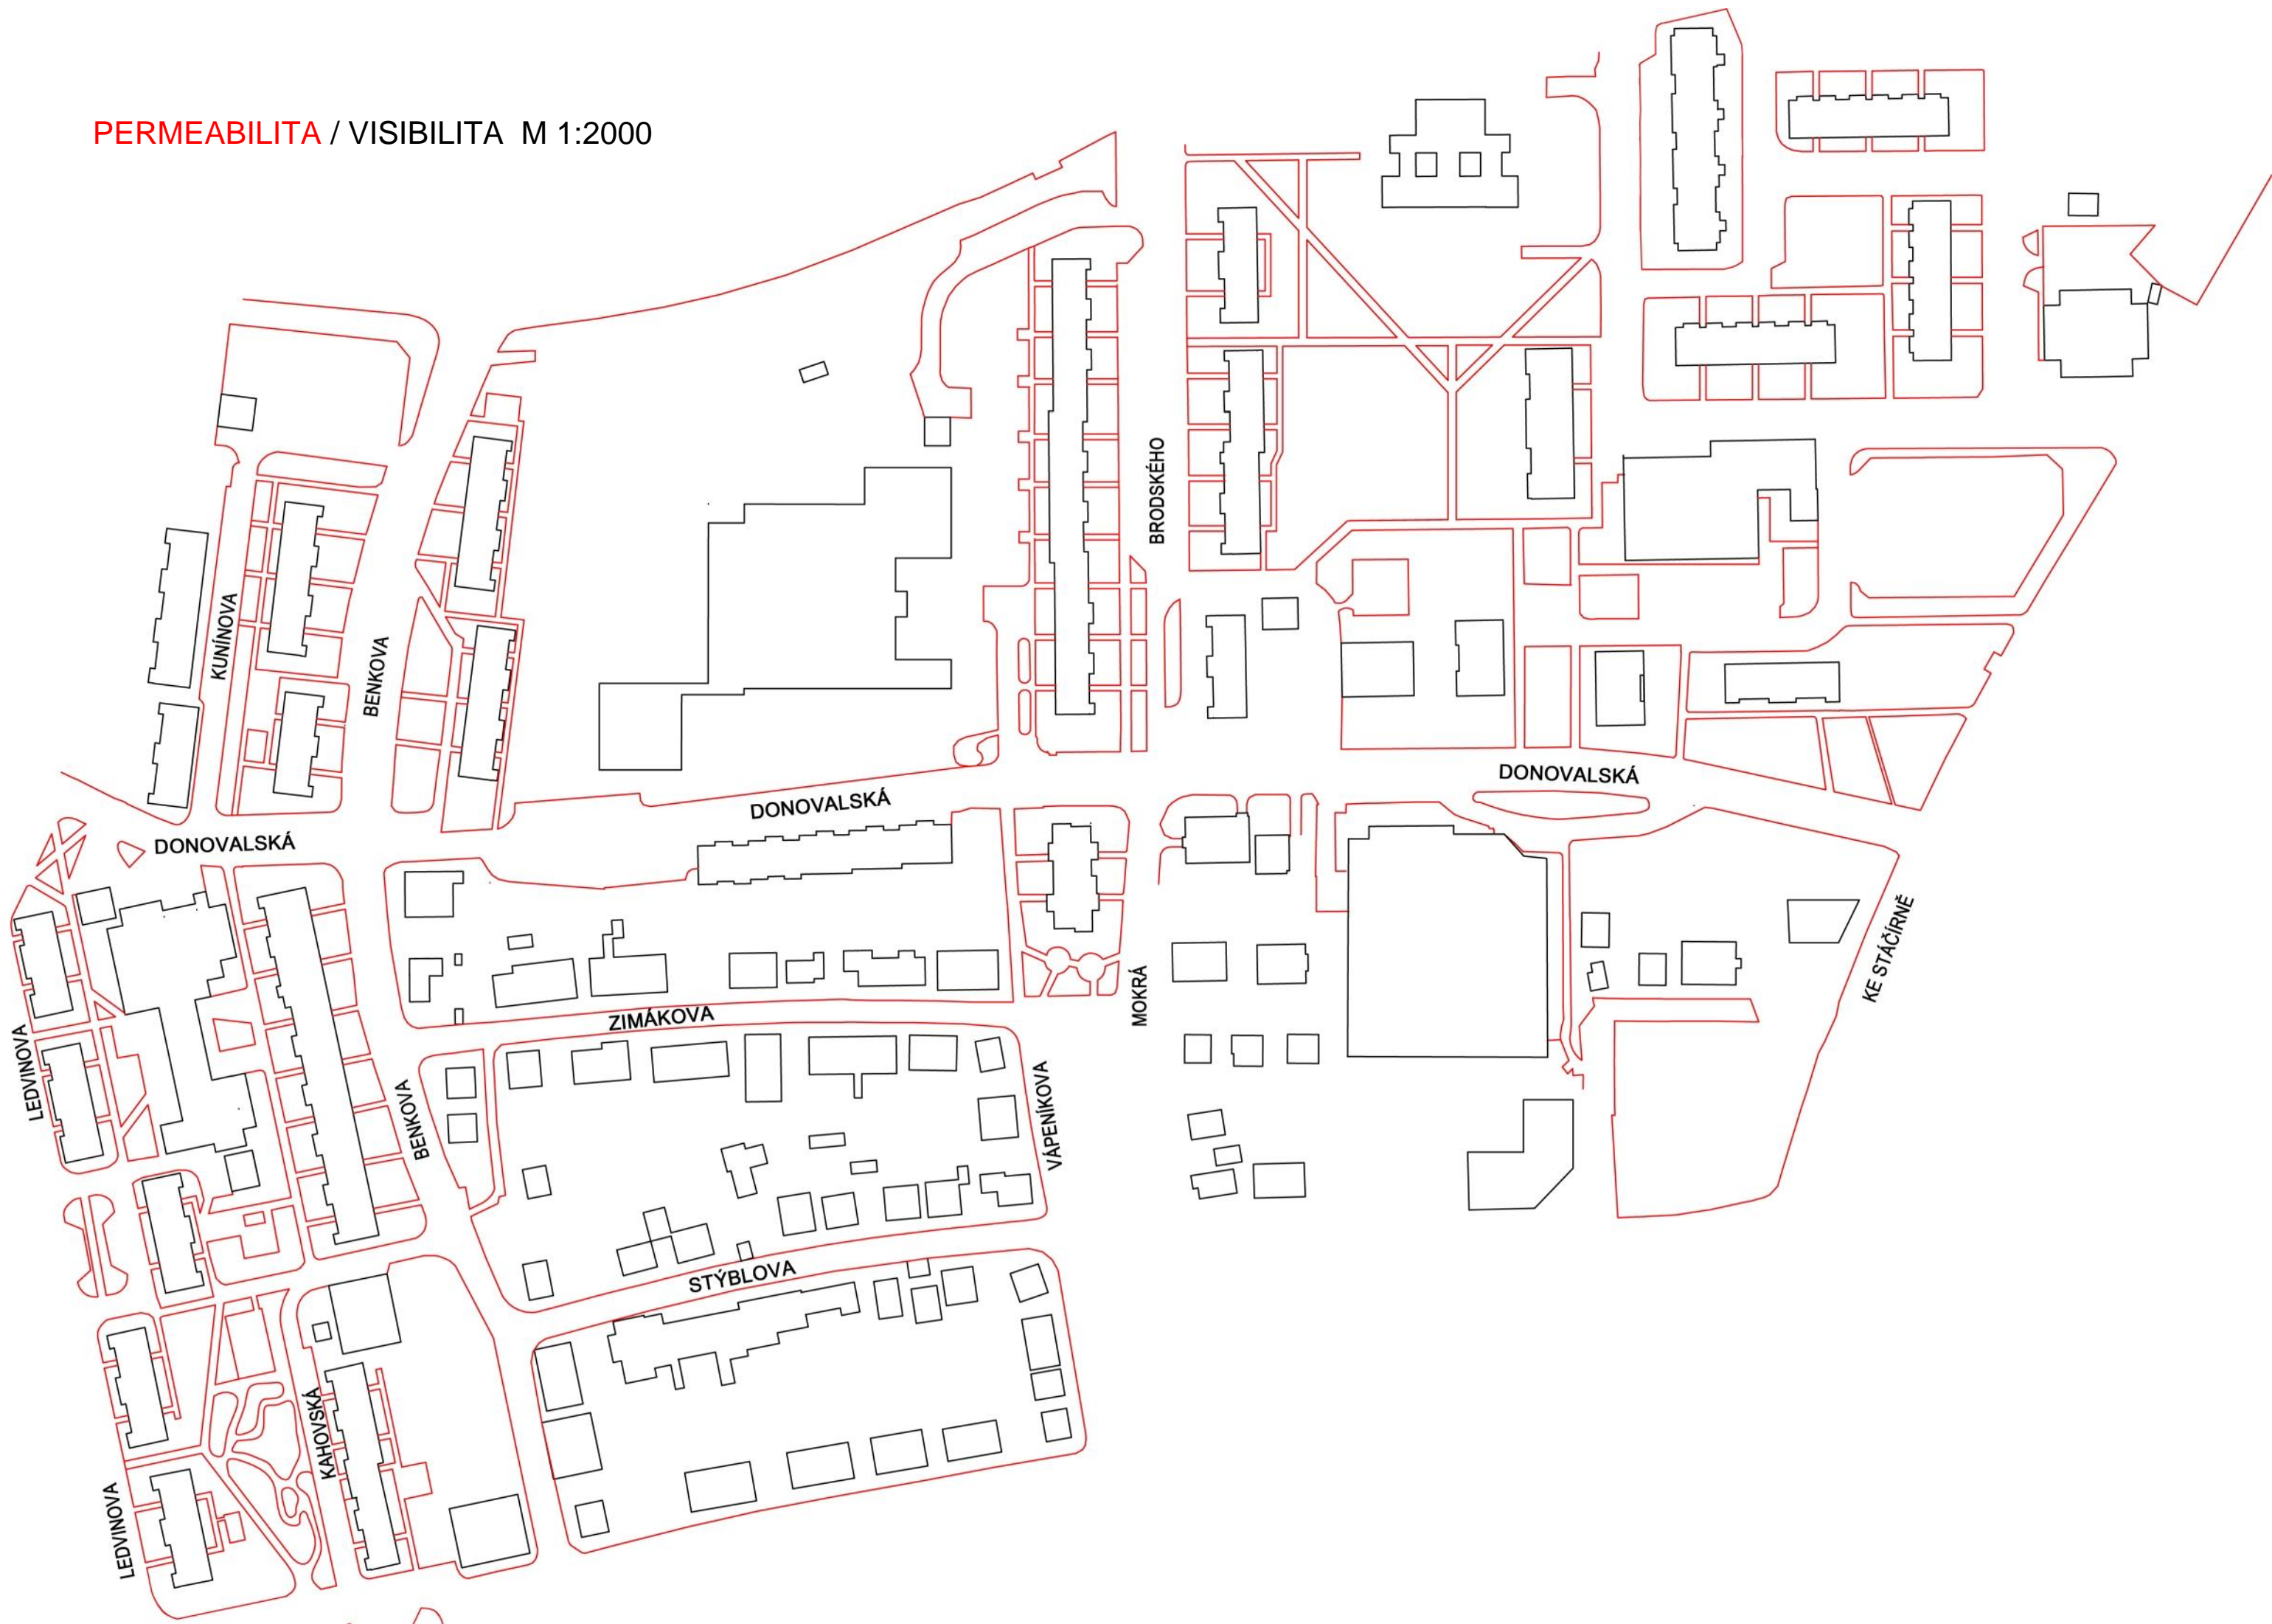 PERMEABILITA / VISIBILITA M 1:2000
BRODSKÉHO
KUNÍNOVA
BENKOVA
DONOVALSKÁ
DONOVALSKÁ
DONOVALSKÁ
KE STÁČÍRNĚ
MOKRÁ
ZIMÁKOVA
LEDVINOVA
BENKOVA
VÁPENÍKOVA
STÝBLOVA
KAHOVSKÁ
LEDVINOVA